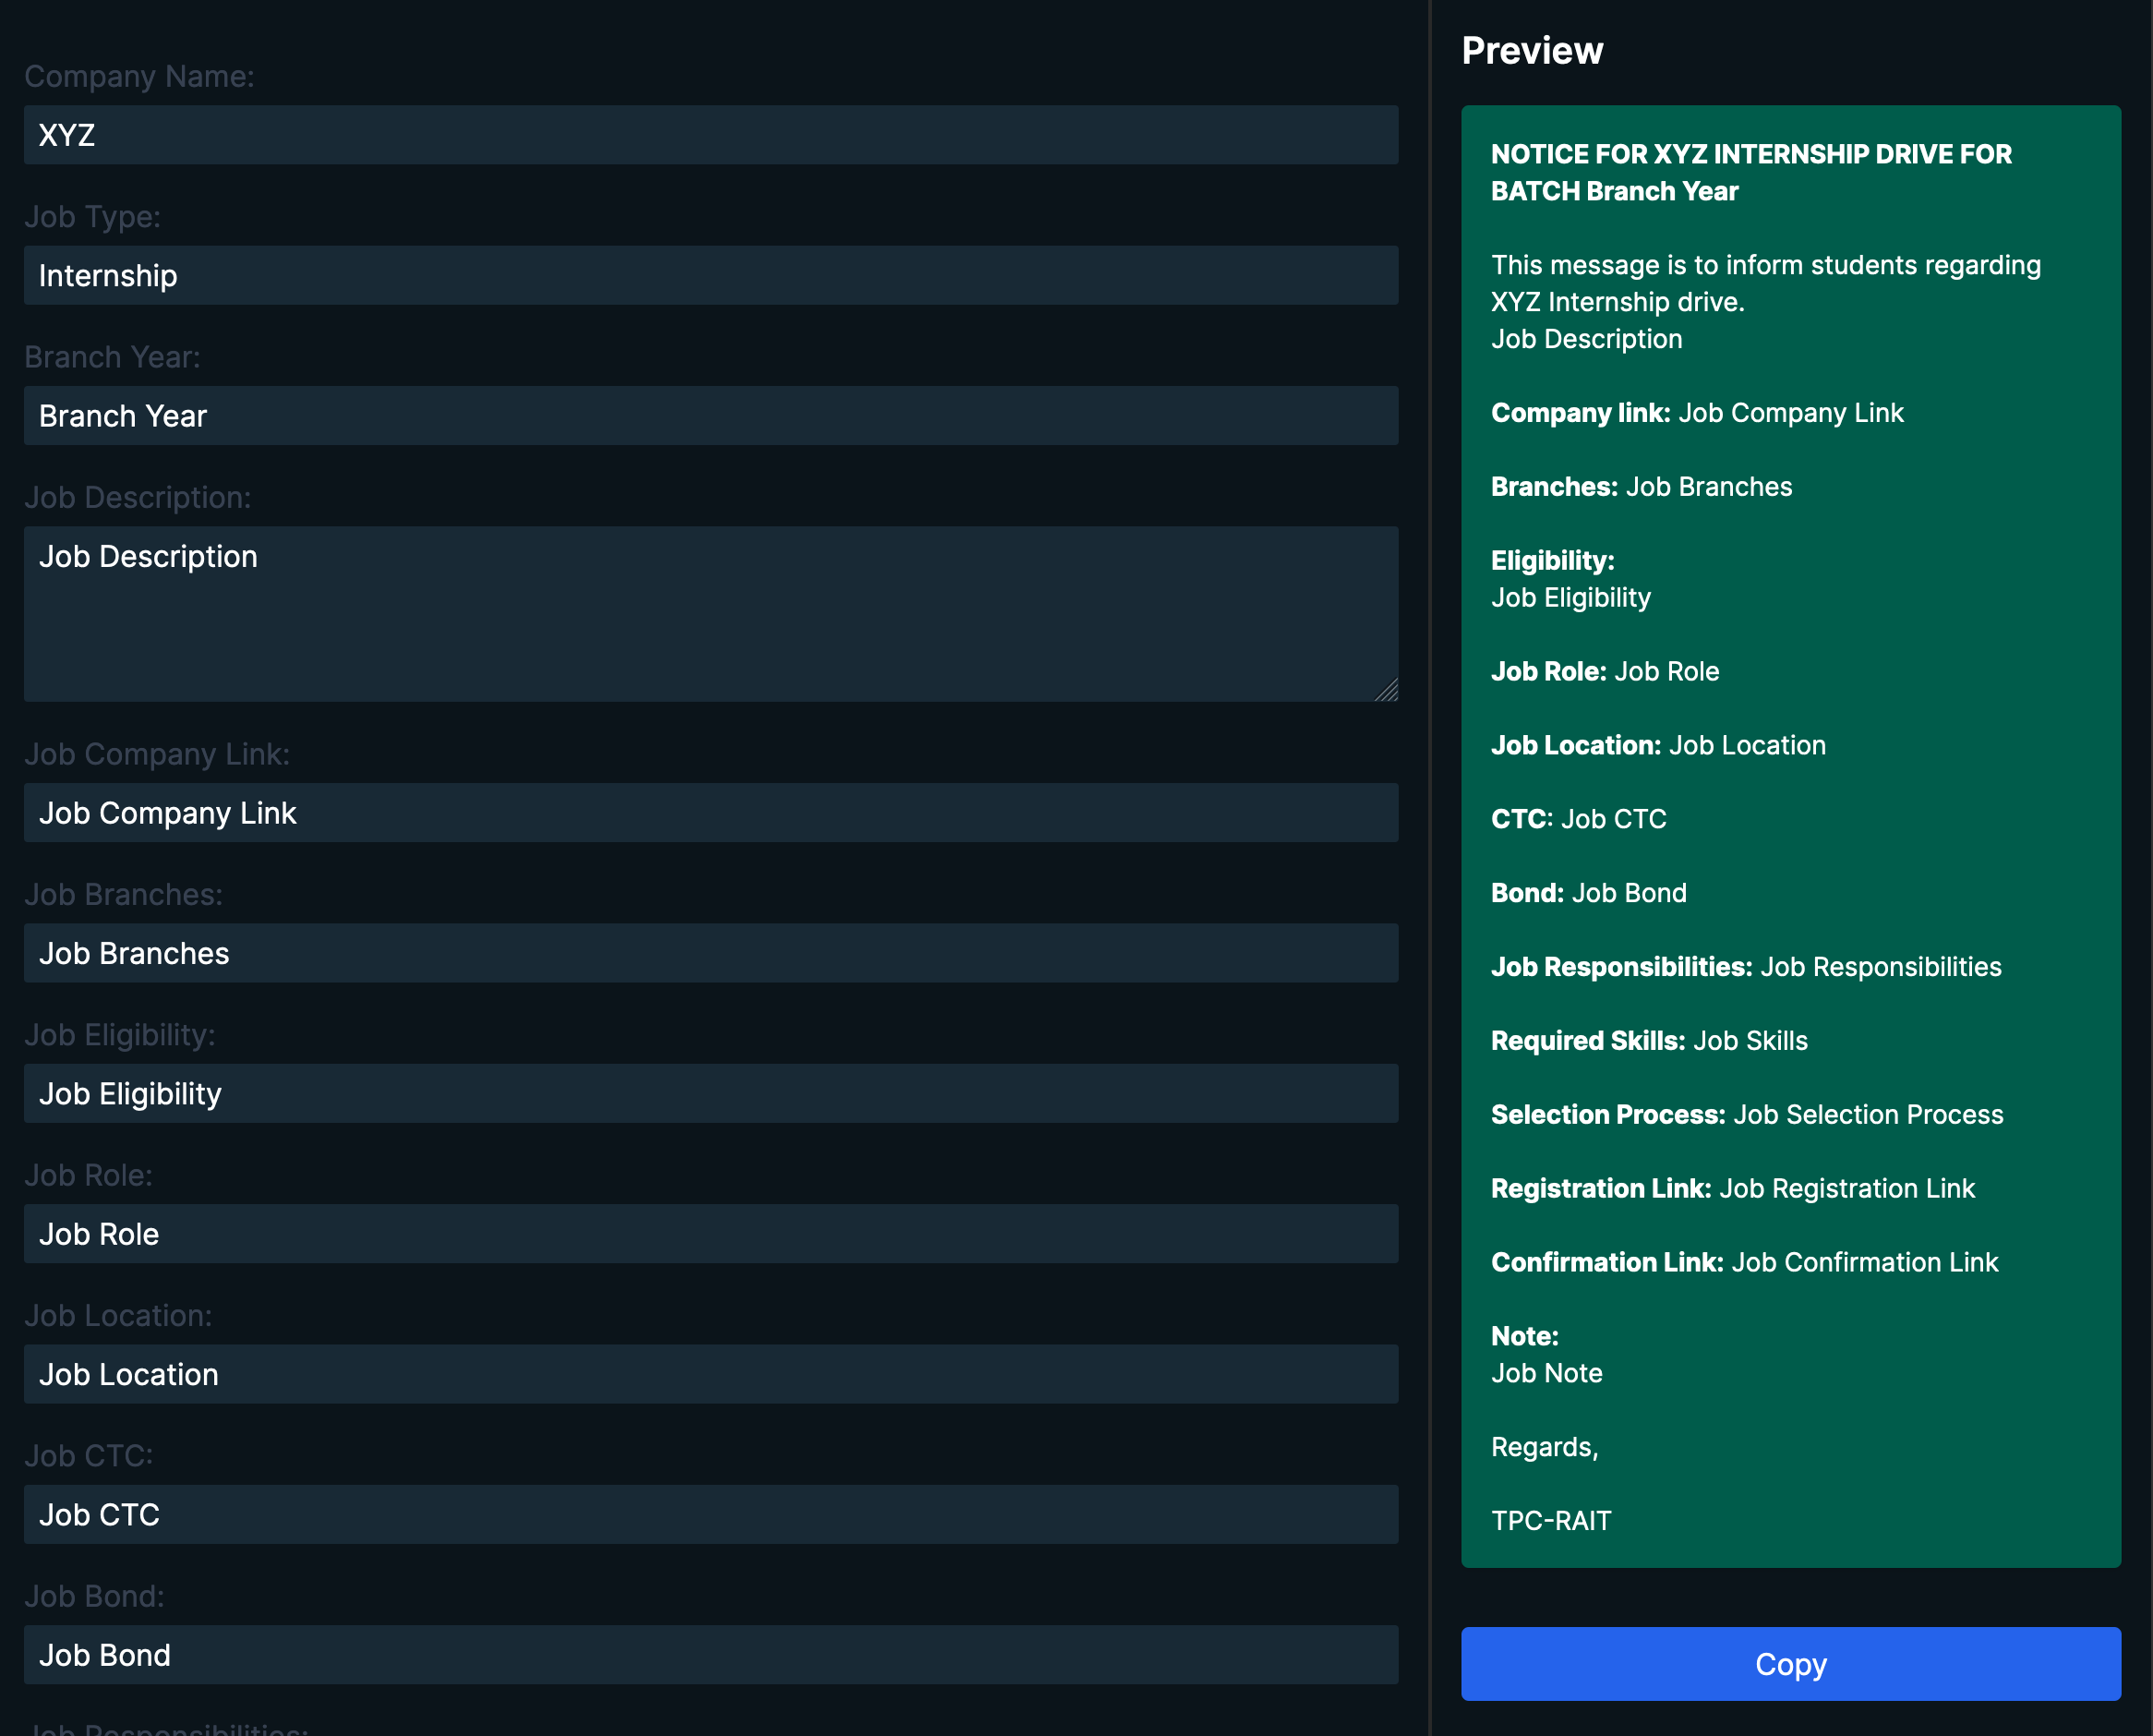 Company Name:
XYZ
Job Type:
Internship
Branch Year:
Branch Year
Job Description:
Job Description
Job Company Link:
Job Company Link
Job Branches:
Job Branches
Job Eligibility:
Job Eligibility
Job Role:
Job Role
Job Location:
Job Location
Job CTC:
Job CTC
Job Bond:
Job Bond
Job Responsibilities:
Preview
NOTICE FOR XYZ INTERNSHIP DRIVE FOR
BATCH Branch Year
This message is to inform students regarding
XYZ Internship drive.
Job Description
Company link: Job Company Link
Branches: Job Branches
Eligibility:
Job Eligibility
Job Role: Job Role
Job Location: Job Location
CTC: Job CTC
Bond: Job Bond
Job Responsibilities: Job Responsibilities
Required Skills: Job Skills
Selection Process: Job Selection Process
Registration Link: Job Registration Link
Confirmation Link: Job Confirmation Link
Note:
Job Note
Regards,
TPC-RAIT
Copy